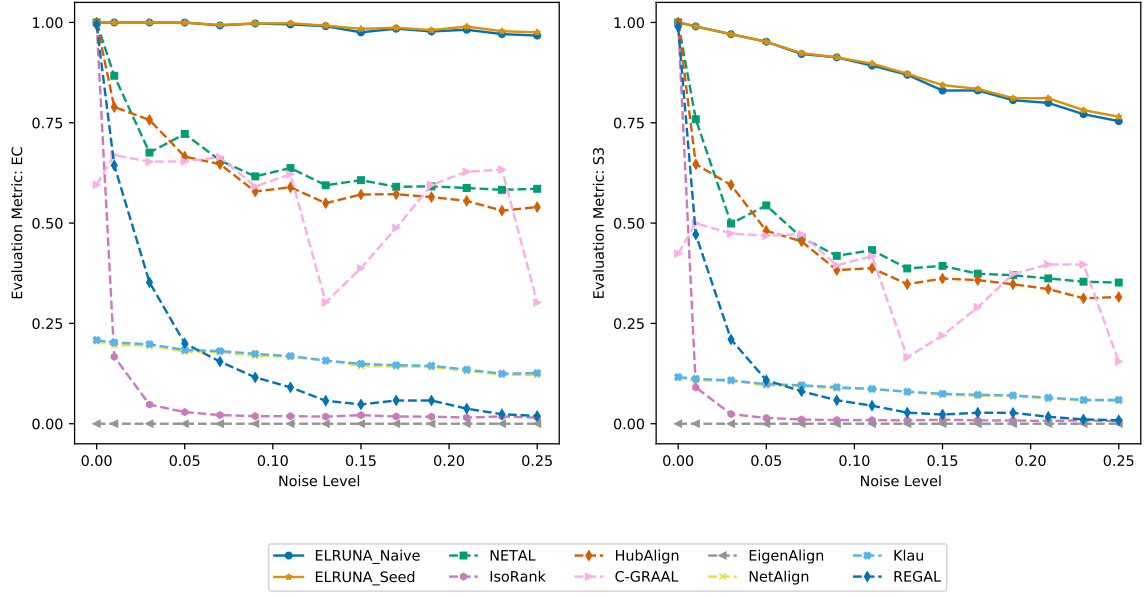 Evaluation Metric: EC
1.00
0.75
0.50
0.25
0.00
0.00 0.05 0.10 0.15 0.20 0.25
Noise Level
Evaluation Metric: S3
1.00
0.75
0.50
0.25
0.00
0.00 0.05 0.10 0.15 0.20 0.25
Noise Level
ELRUNA_Naive NETAL HubAlign EigenAlign Klau
ELRUNA_Seed IsoRank C-GRAAL NetAlign REGAL